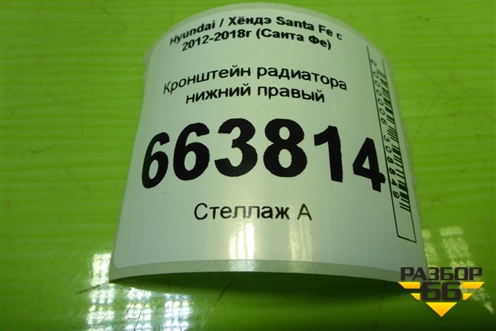 Hyundai / Хёндэ Santa Fe с
2012-2018г (Санта Фе)
Кронштейн радиатора
нижний правый
663814
Стеллаж А
РАЗБОР
66